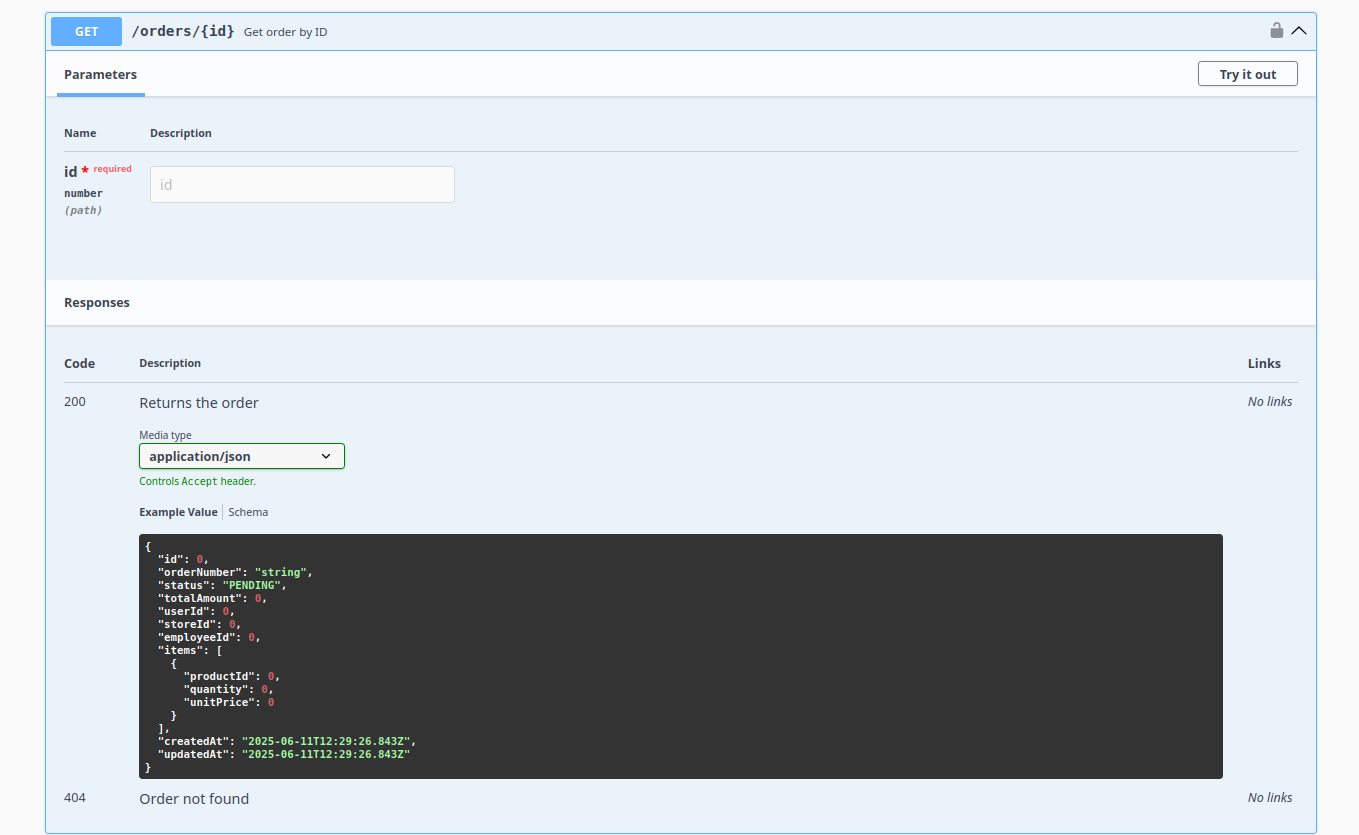 GET /orders/{id} Get order by ID
Parameters
Try it out
Name Description
id * required
number
(path)
id
Responses
Code Description Links
200 Returns the order No links
Media type
application/json
Controls Accept header.
Example Value Schema
{
  "id": 0,
  "orderNumber": "string",
  "status": "PENDING",
  "totalAmount": 0,
  "userId": 0,
  "storeId": 0,
  "employeeId": 0,
  "items": [
    {
      "productId": 0,
      "quantity": 0,
      "unitPrice": 0
    }
  ],
  "createdAt": "2025-06-11T12:29:26.843Z",
  "updatedAt": "2025-06-11T12:29:26.843Z"
}
404 Order not found No links